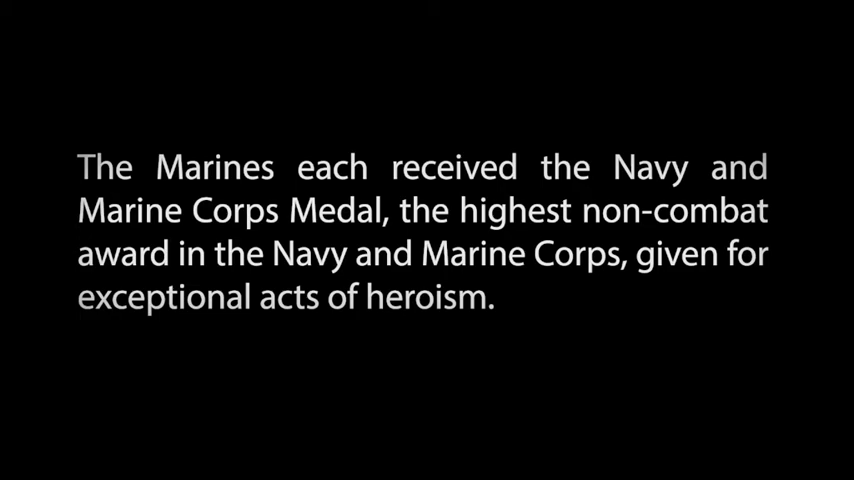 The Marines each received the Navy and
Marine Corps Medal, the highest non-combat
award in the Navy and Marine Corps, given for
exceptional acts of heroism.